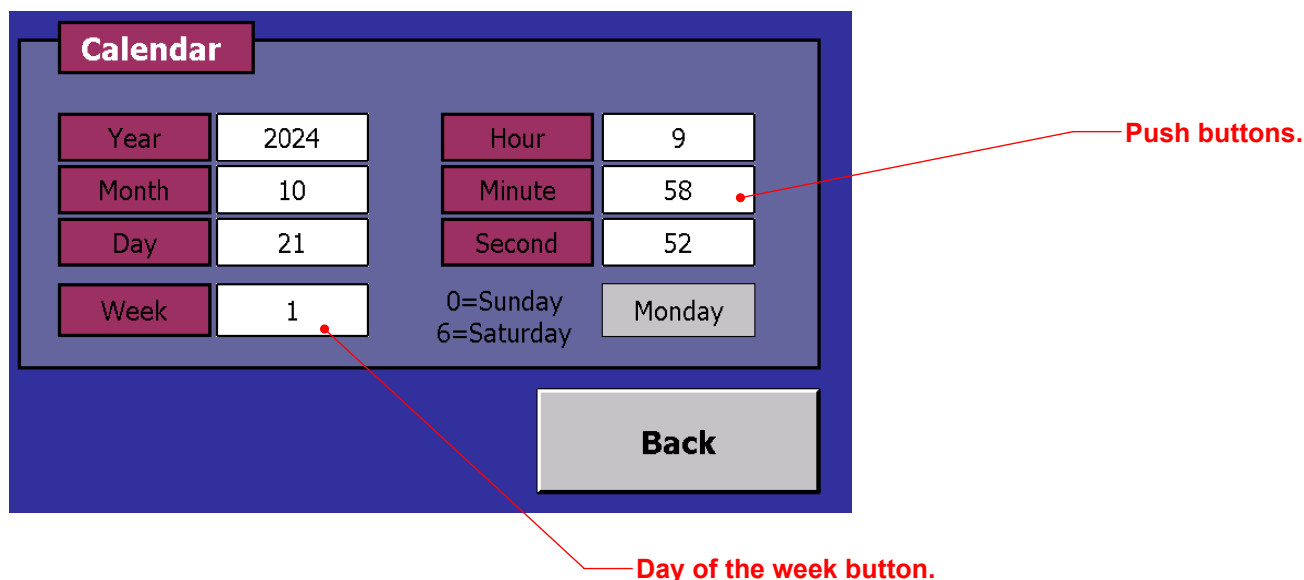 Calendar
Year 2024 Hour 9
Push buttons.
Month 10 Minute 58
Day 21 Second 52
Week 1 0=Sunday Monday
6=Saturday
Back
Day of the week button.